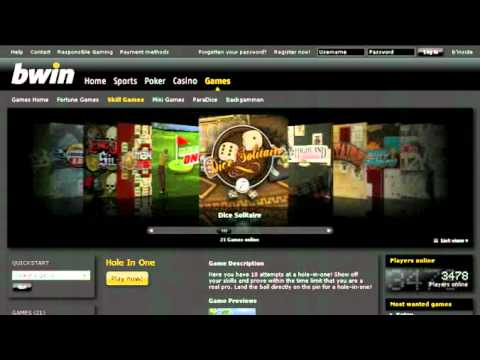 Help Contact Responsible Gaming Payment methods Forgotten your password? Register now! Username Password Log in b'inside
bwin
Home Sports Poker Casino Games
Games Home Fortune Games Skill Games Mini Games ParaDice Backgammon
Dice Solitaire
Dice Solitaire
21 Games online
List view
QUICKSTART
Hole In One
Play Now!
Game Description
Here you have 10 attempts at a hole-in-one! Show off
your skills and prove within the time limit that you are a
real pro. Land the ball directly on the pin for a hole-in-one!
Game Previews
Players online
3478
Players online
Most wanted games
GAMES (21)